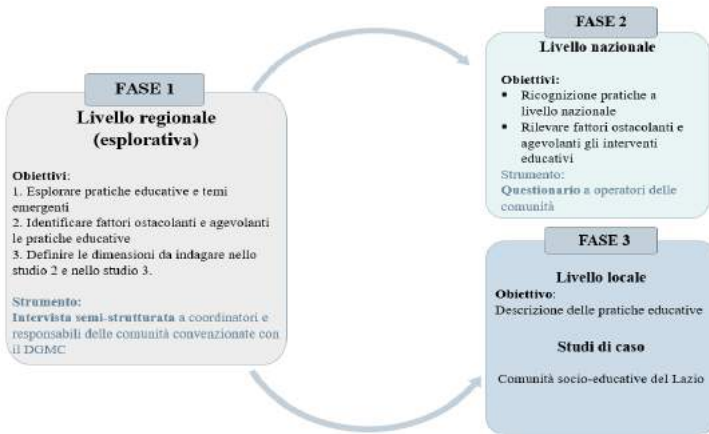 FASE 1
Livello regionale
(esplorativa)
Obiettivi:
1. Esplorare pratiche educative e temi
emergenti
2. Identificare fattori ostacolanti e agevolanti
le pratiche educative
3. Definire le dimensioni da indagare nello
studio 2 e nello studio 3.
Strumento:
Intervista semi-strutturata a coordinatori e
responsabili delle comunità convenzionate con
il DGMC
FASE 2
Livello nazionale
Obiettivi:
▪ Ricognizione pratiche a
livello nazionale
▪ Rilevare fattori ostacolanti e
agevolanti gli interventi
educativi
Strumento:
Questionario a operatori delle
comunità
FASE 3
Livello locale
Obiettivo:
Descrizione delle pratiche educative
Studi di caso
Comunità socio-educative del Lazio